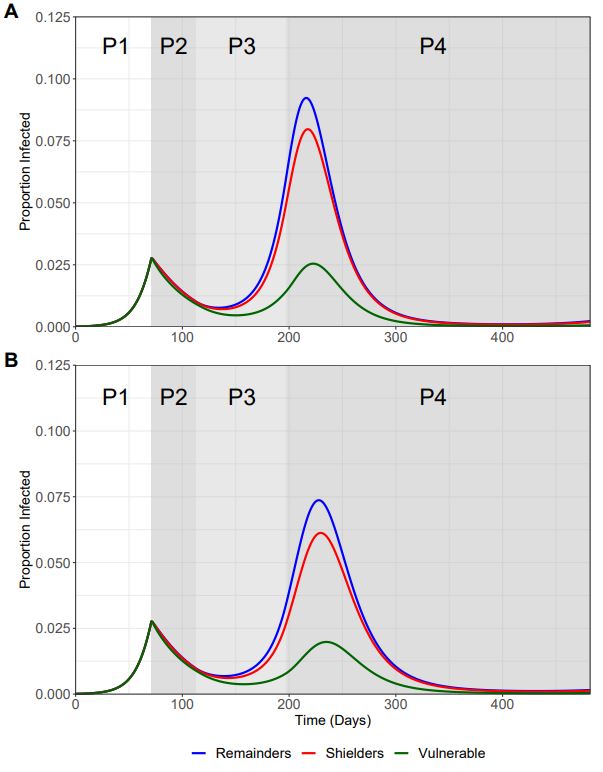 A
P1 P2 P3 P4
0.125
0.100
0.075
0.050
0.025
0.000
Proportion Infected
0 100 200 300 400
B
P1 P2 P3 P4
0.125
0.100
0.075
0.050
0.025
0.000
Proportion Infected
0 100 200 300 400
Time (Days)
Remainders Shielders Vulnerable